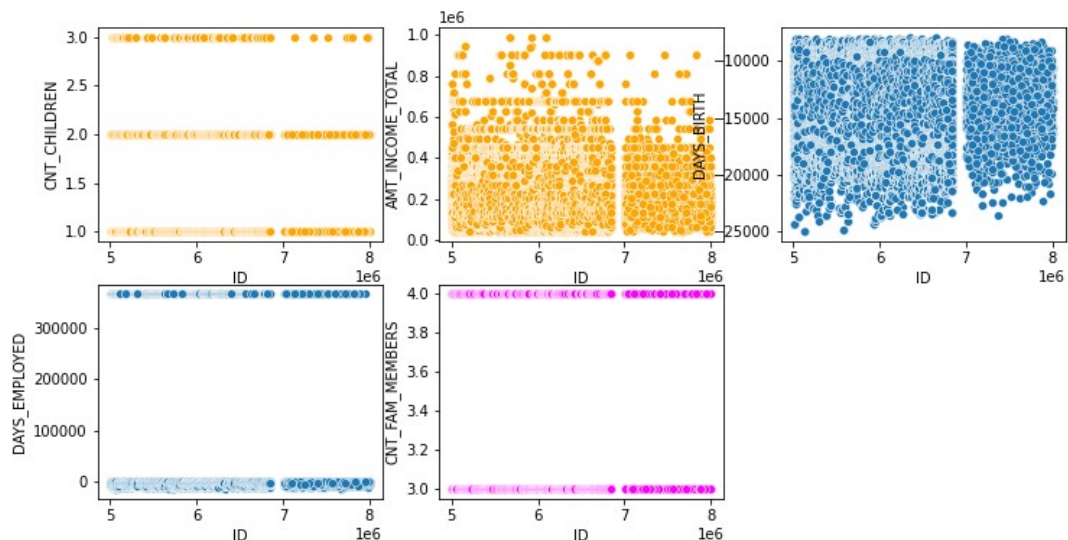 CNT_CHILDREN
3.0
2.5
2.0
1.5
1.0
5 6 7 8
ID
1e6
1e6
AMT_INCOME_TOTAL
1.0
0.8
0.6
0.4
0.2
0.0
5 6 7 8
ID
1e6
DAYS_BIRTH
−10000
−15000
−20000
−25000
5 6 7 8
ID
1e6
DAYS_EMPLOYED
300000
200000
100000
0
5 6 7 8
ID
1e6
CNT_FAM_MEMBERS
4.0
3.8
3.6
3.4
3.2
3.0
5 6 7 8
ID
1e6